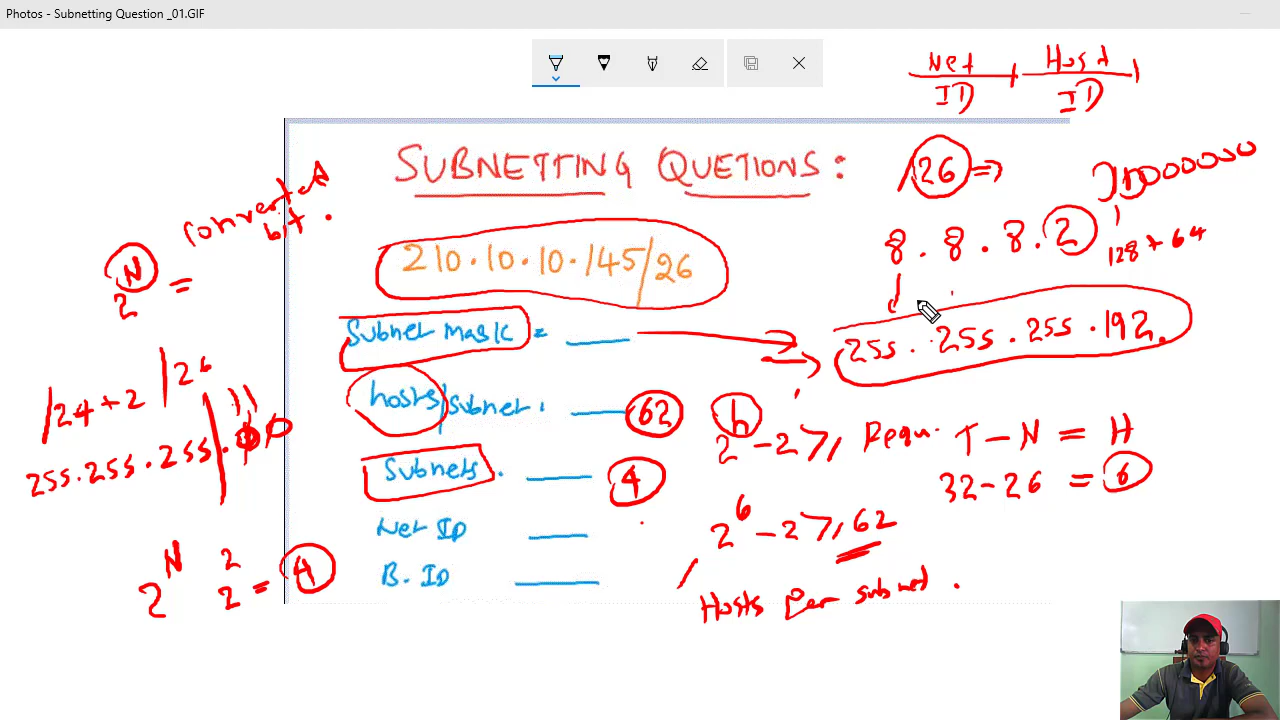 Photos - Subnetting Question _01.GIF
Net Host
ID ID
SUBNETTING QUETIONS :
/26 =>
converted
bit.
8 . 8 . 8 . 2
128 + 64
2^N =
210.10.10.145/26
Subnet mask =
255.255.255.192.
/24 + 2 /26
hosts/subnet. 62
2^h - 2 ≥ Requ. T - N = H
255.255.255.
Subnets. 4
32 - 26 = 6
Net ID
2^6 - 2 ≥ 62
2^N 2^2 = 4
B. ID
Hosts Per subnet.